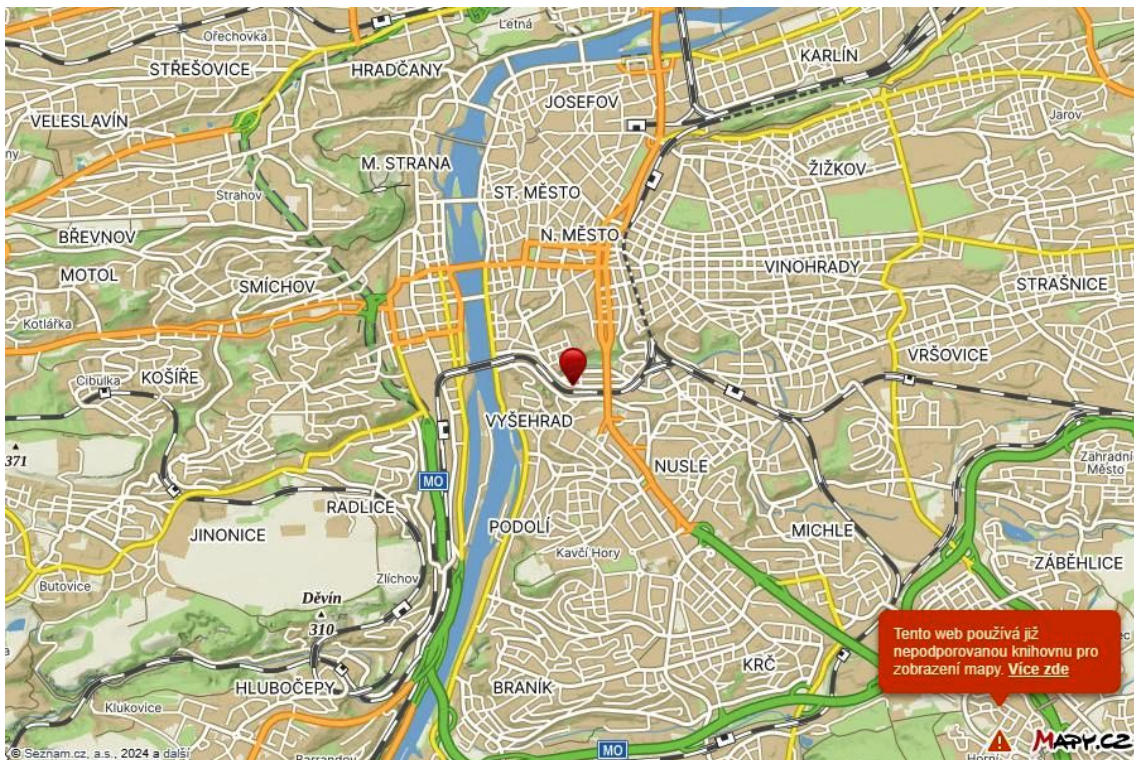 Letná
Ořechovka
KARLÍN
STŘEŠOVICE
HRADČANY
JOSEFOV
VELESLAVÍN
Jarov
M. STRANA
ŽIŽKOV
Strahov
ST. MĚSTO
BŘEVNOV
N. MĚSTO
MOTOL
VINOHRADY
SMÍCHOV
STRAŠNICE
Kotlářka
VRŠOVICE
Cibulka
KOŠÍŘE
VYŠEHRAD
371
Zahradní
Město
NUSLE
MO
RADLICE
PODOLÍ
JINONICE
MICHLE
Kavčí Hory
ZÁBĚHLICE
Butovice
Zlíchov
Děvín
310
Tento web používá již
nepodporovanou knihovnu pro
zobrazení mapy. Více zde
KRČ
HLUBOČEPY
BRANÍK
Klukovice
© Seznam.cz, a.s., 2024 a další
MO
Horní
MAPY.CZ